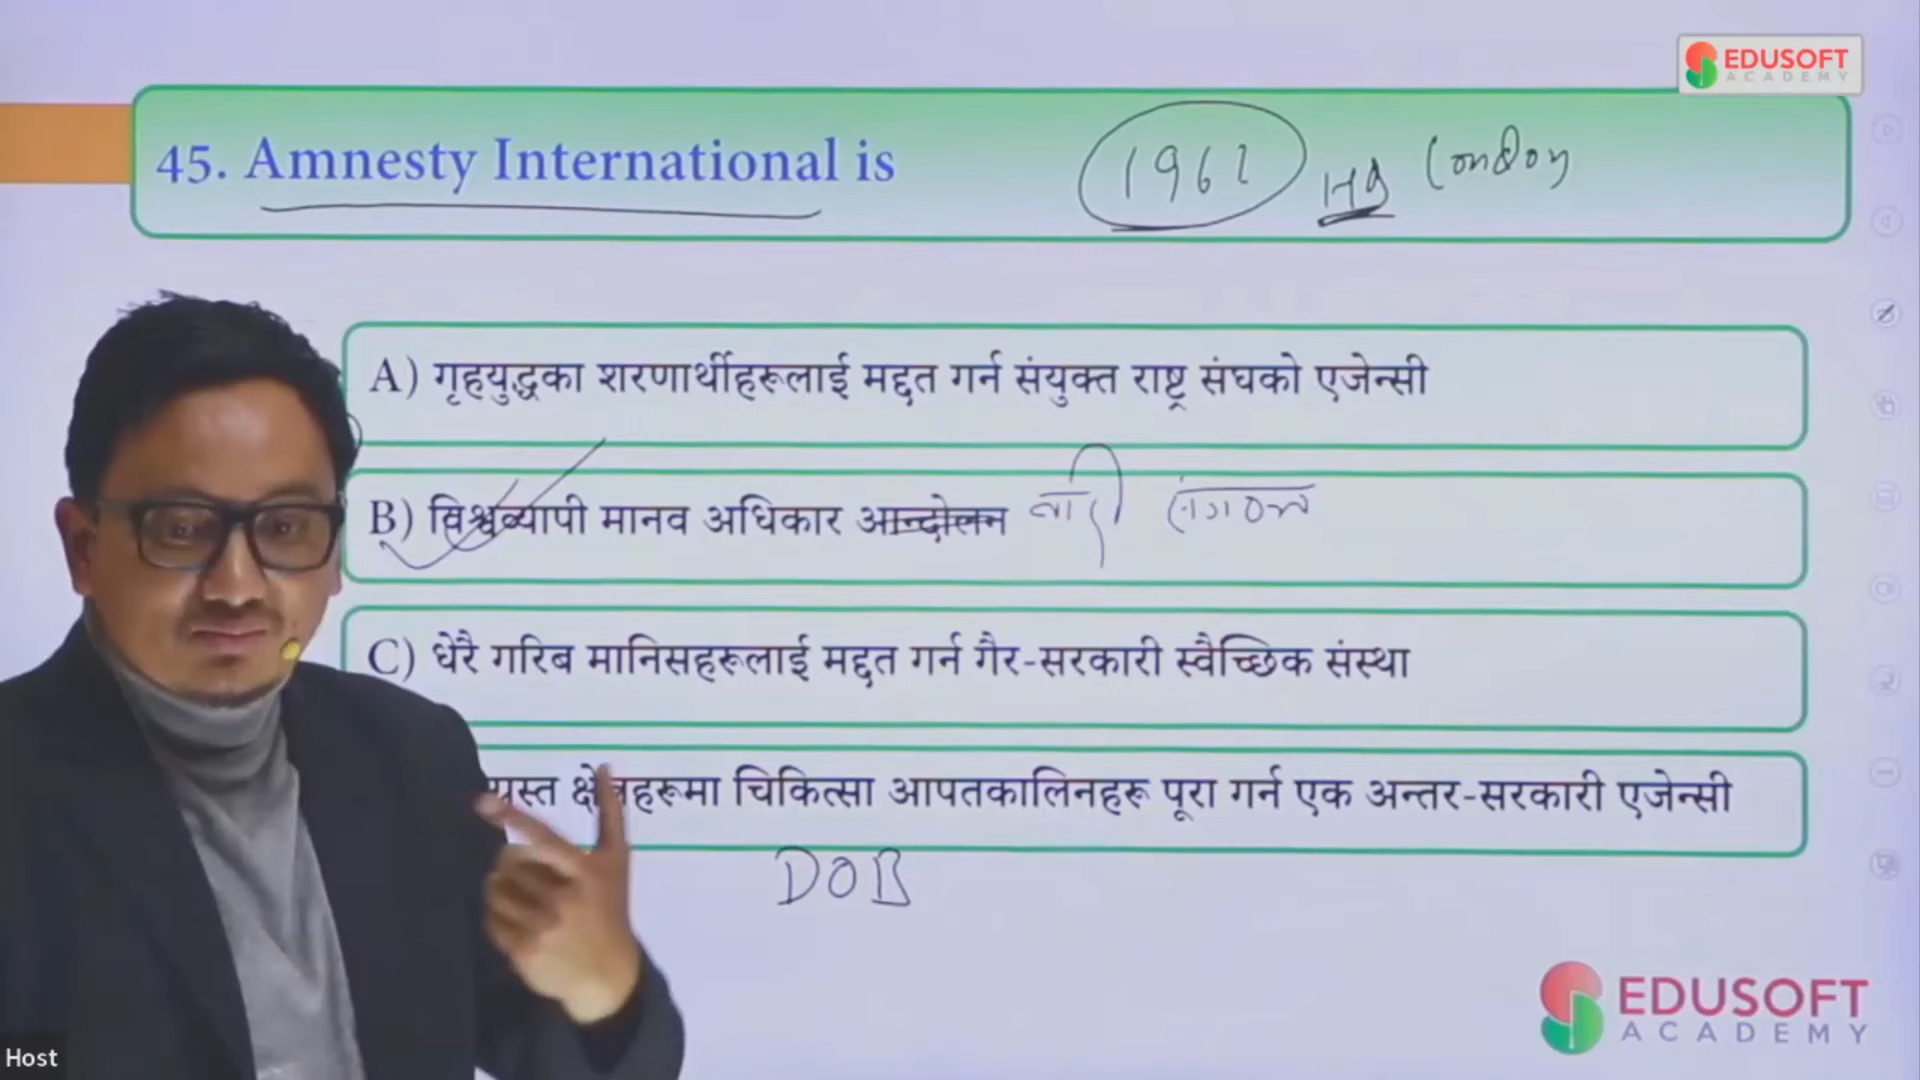 EDUSOFT
ACADEMY
45. Amnesty International is
1961 HQ London
A) गृहयुद्धका शरणार्थीहरूलाई मद्दत गर्न संयुक्त राष्ट्र संघको एजेन्सी
B) विश्वव्यापी मानव अधिकार आन्दोलन वादी संगठन
C) धेरै गरिब मानिसहरूलाई मद्दत गर्न गैर-सरकारी स्वैच्छिक संस्था
क्षेत्रहरूमा चिकित्सा आपतकालिनहरू पूरा गर्न एक अन्तर-सरकारी एजेन्सी
DOB
EDUSOFT
ACADEMY
Host